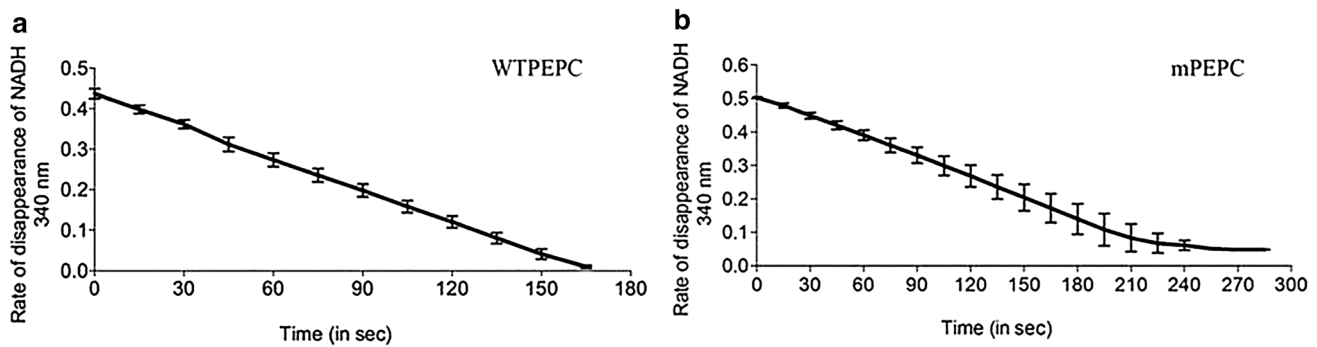 a
WTPEPC
Rate of disappearance of NADH
340 nm
0.5
0.4
0.3
0.2
0.1
0.0
0 30 60 90 120 150 180
Time (in sec)
b
mPEPC
Rate of disappearance of NADH
340 nm
0.6
0.5
0.4
0.3
0.2
0.1
0.0
0 30 60 90 120 150 180 210 240 270 300
Time (in sec)